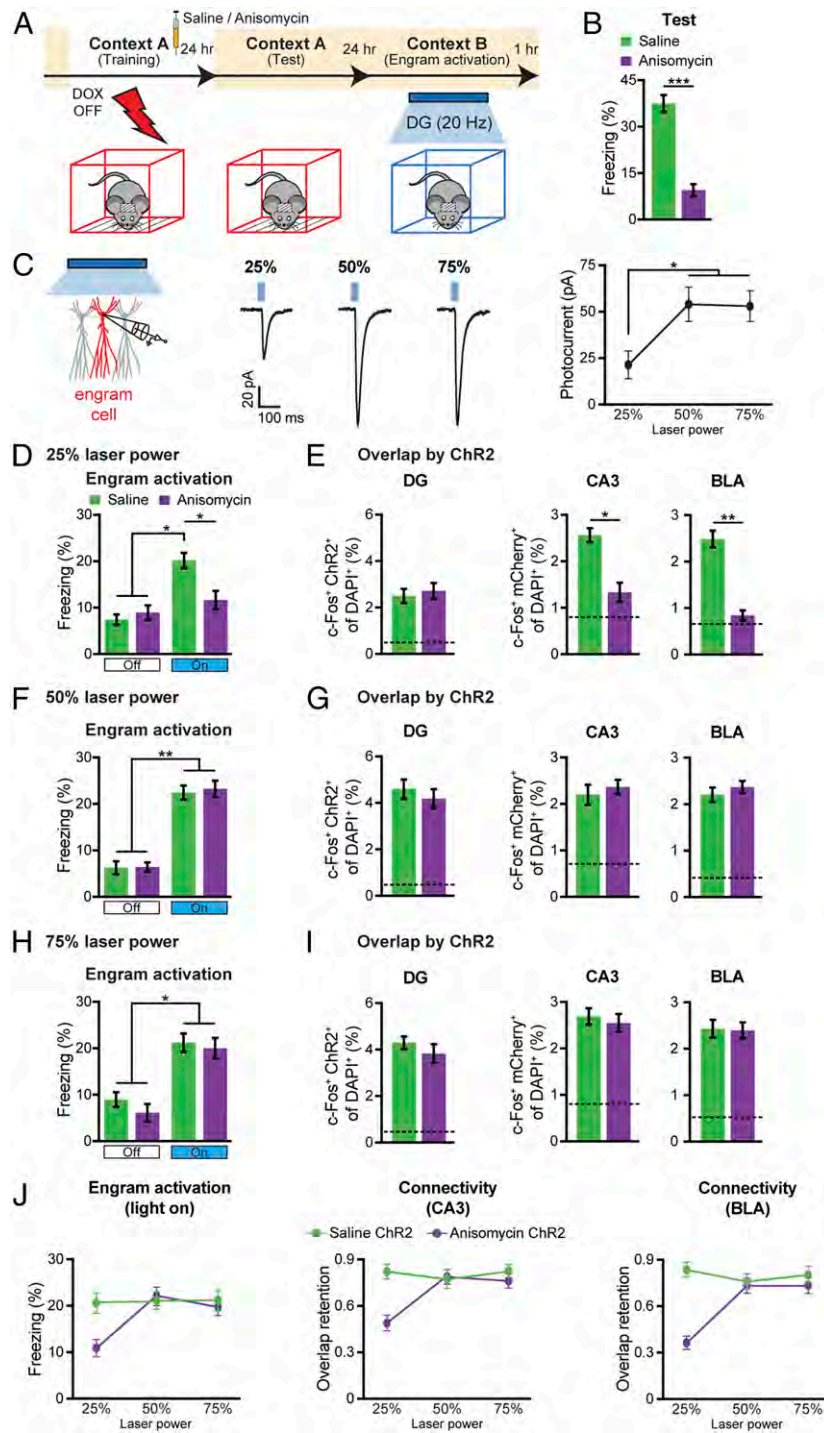 A
Saline / Anisomycin
Context A
(Training)
24 hr
Context A
(Test)
24 hr
Context B
(Engram activation)
1 hr
DOX
OFF
DG (20 Hz)
B
Test
Saline
Anisomycin
***
Freezing (%)
45
30
15
0
C
engram
cell
25%
50%
75%
20 pA
100 ms
*
Photocurrent (pA)
75
50
25
0
25%
50%
75%
Laser power
D 25% laser power
Engram activation
Saline
Anisomycin
*
*
Freezing (%)
30
20
10
0
Off
On
E Overlap by ChR2
DG
c-Fos⁺ ChR2⁺
of DAPI⁺ (%)
6
4
2
0
CA3
*
c-Fos⁺ mCherry⁺
of DAPI⁺ (%)
3
2
1
0
BLA
**
3
2
1
0
F 50% laser power
Engram activation
**
Freezing (%)
30
20
10
0
Off
On
G Overlap by ChR2
DG
c-Fos⁺ ChR2⁺
of DAPI⁺ (%)
6
4
2
0
CA3
c-Fos⁺ mCherry⁺
of DAPI⁺ (%)
3
2
1
0
BLA
3
2
1
0
H 75% laser power
Engram activation
*
Freezing (%)
30
20
10
0
Off
On
I Overlap by ChR2
DG
c-Fos⁺ ChR2⁺
of DAPI⁺ (%)
6
4
2
0
CA3
c-Fos⁺ mCherry⁺
of DAPI⁺ (%)
3
2
1
0
BLA
3
2
1
0
J
Engram activation
(light on)
Freezing (%)
30
20
10
0
25%
50%
75%
Laser power
Connectivity
(CA3)
Saline ChR2
Anisomycin ChR2
Overlap retention
0.9
0.6
0.3
0
25%
50%
75%
Laser power
Connectivity
(BLA)
Overlap retention
0.9
0.6
0.3
0
25%
50%
75%
Laser power